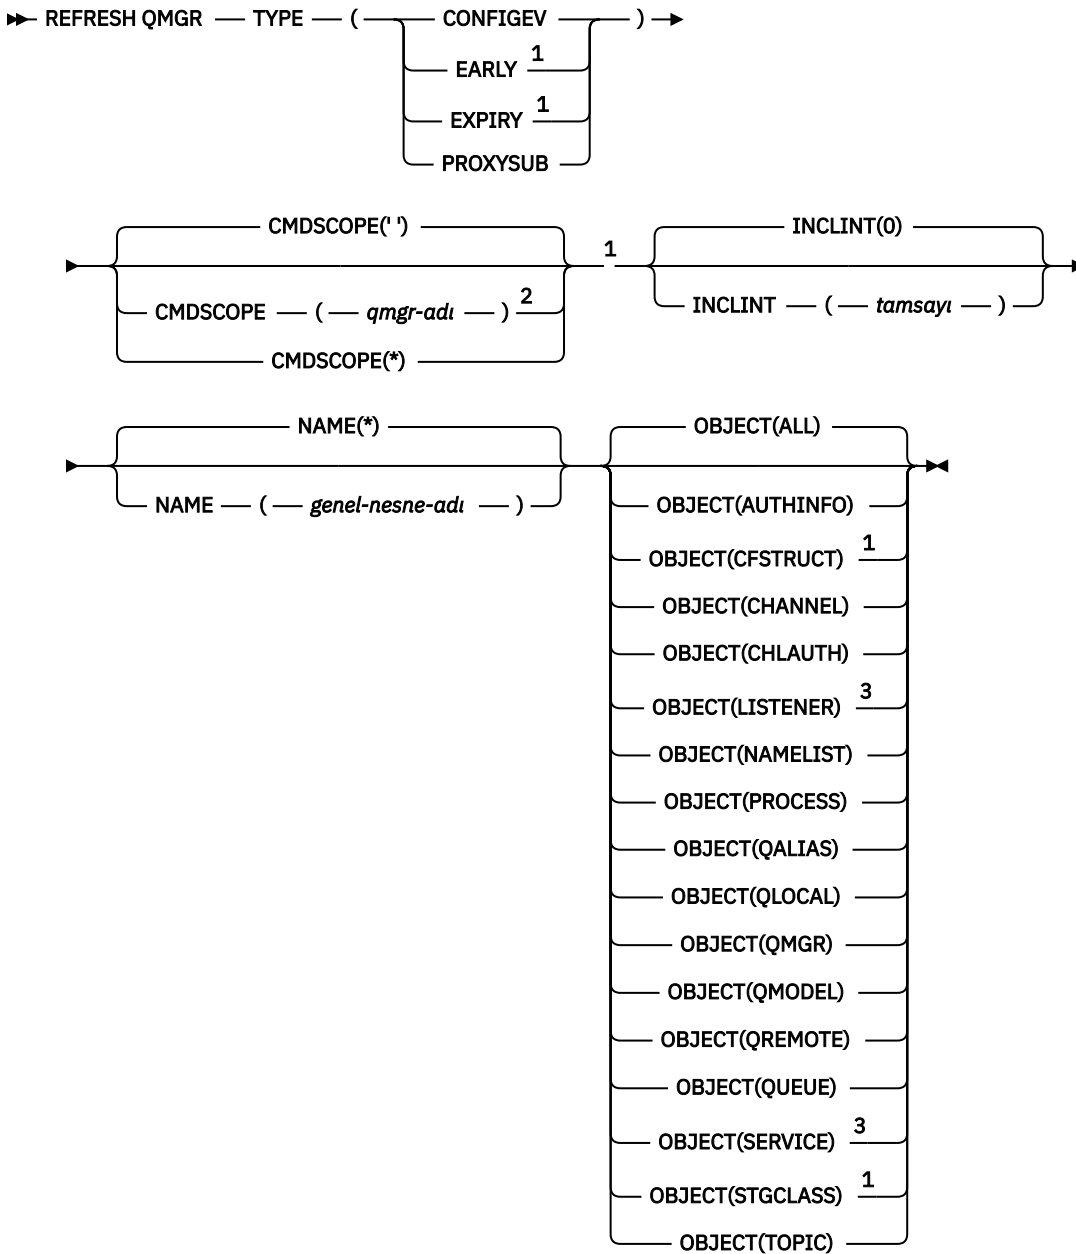 REFRESH QMGR TYPE ( CONFIGEV )
EARLY 1
EXPIRY 1
PROXYSUB
CMDSCOPE(' ') 1 INCLINT(0)
CMDSCOPE ( qmgr-adı ) 2 INCLINT ( tamsayı )
CMDSCOPE(*)
NAME(*) OBJECT(ALL)
NAME ( genel-nesne-adı ) OBJECT(AUTHINFO)
OBJECT(CFSTRUCT) 1
OBJECT(CHANNEL)
OBJECT(CHLAUTH)
OBJECT(LISTENER) 3
OBJECT(NAMELIST)
OBJECT(PROCESS)
OBJECT(QALIAS)
OBJECT(QLOCAL)
OBJECT(QMGR)
OBJECT(QMODEL)
OBJECT(QREMOTE)
OBJECT(QUEUE)
OBJECT(SERVICE) 3
OBJECT(STGCLASS) 1
OBJECT(TOPIC)